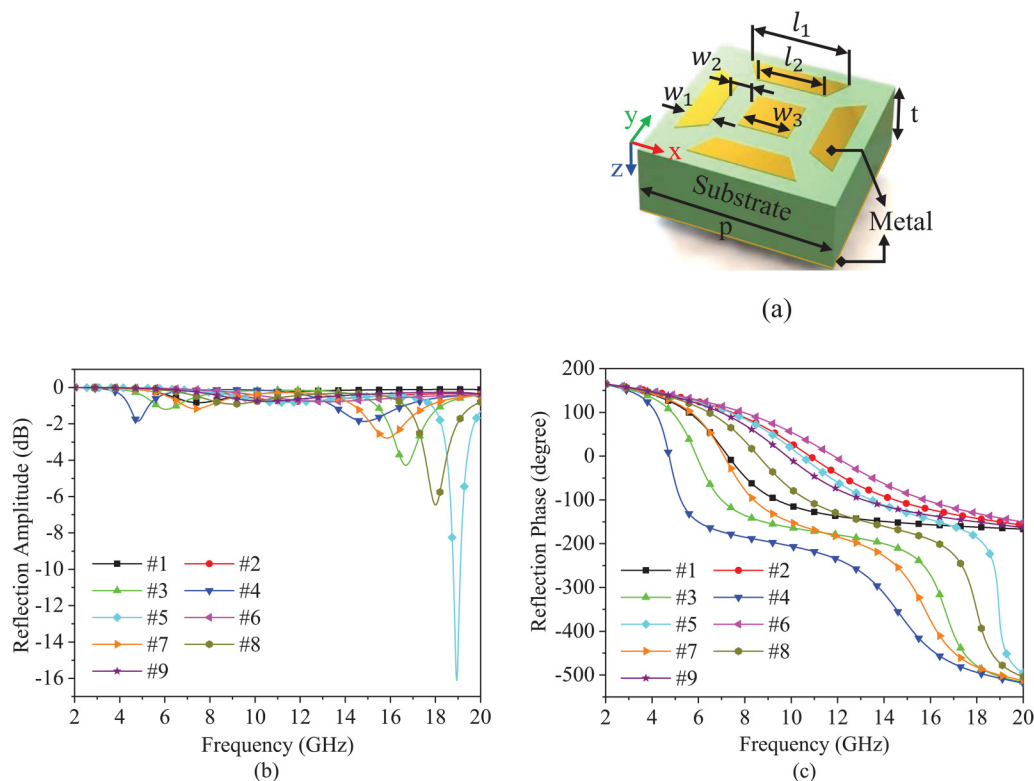 l₁
l₂
w₂
w₁
w₃
t
y
x
z
Substrate
p
Metal
(a)
Reflection Amplitude (dB)
0
-2
-4
-6
-8
-10
-12
-14
-16
#1 #2
#3 #4
#5 #6
#7 #8
#9
2 4 6 8 10 12 14 16 18 20
Frequency (GHz)
(b)
Reflection Phase (degree)
200
100
0
-100
-200
-300
-400
-500
#1 #2
#3 #4
#5 #6
#7 #8
#9
2 4 6 8 10 12 14 16 18 20
Frequency (GHz)
(c)